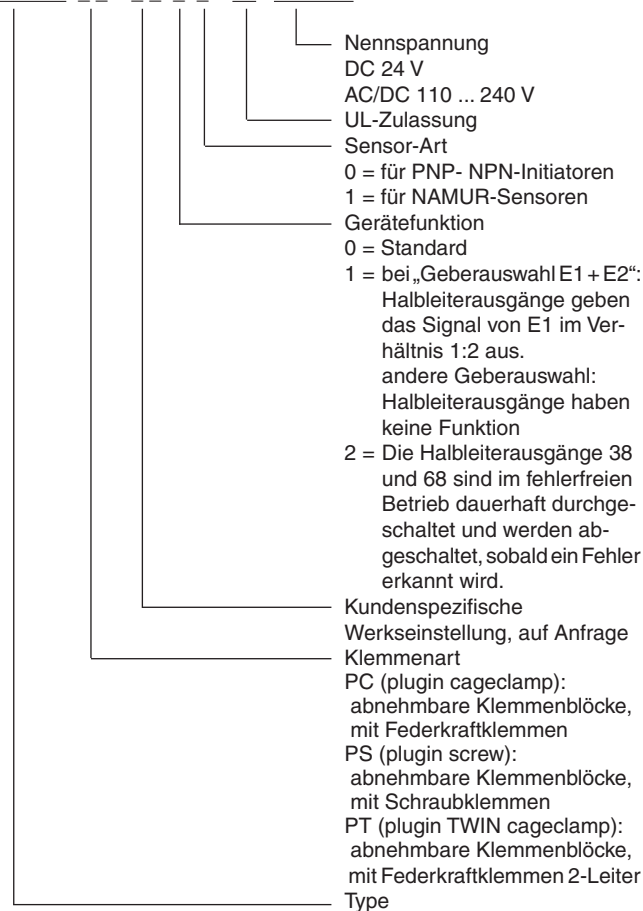 Nennspannung
DC 24 V
AC/DC 110 ... 240 V
UL-Zulassung
Sensor-Art
0 = für PNP- NPN-Initiatoren
1 = für NAMUR-Sensoren
Gerätefunktion
0 = Standard
1 = bei „Geberauswahl E1 + E2“:
Halbleiterausgänge geben
das Signal von E1 im Ver-
hältnis 1:2 aus.
andere Geberauswahl:
Halbleiterausgänge haben
keine Funktion
2 = Die Halbleiterausgänge 38
und 68 sind im fehlerfreien
Betrieb dauerhaft durchge-
schaltet und werden ab-
geschaltet, sobald ein Fehler
erkannt wird.
Kundenspezifische
Werkseinstellung, auf Anfrage
Klemmenart
PC (plugin cageclamp):
abnehmbare Klemmenblöcke,
mit Federkraftklemmen
PS (plugin screw):
abnehmbare Klemmenblöcke,
mit Schraubklemmen
PT (plugin TWIN cageclamp):
abnehmbare Klemmenblöcke,
mit Federkraftklemmen 2-Leiter
Type